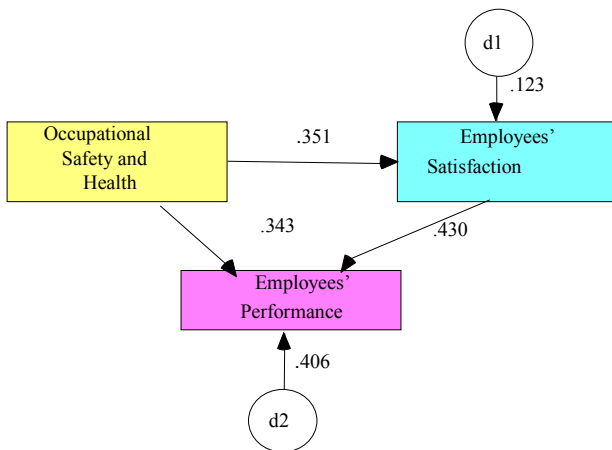 d1
.123
Occupational
Safety and
Health
.351
Employees’
Satisfaction
.343
.430
Employees’
Performance
.406
d2